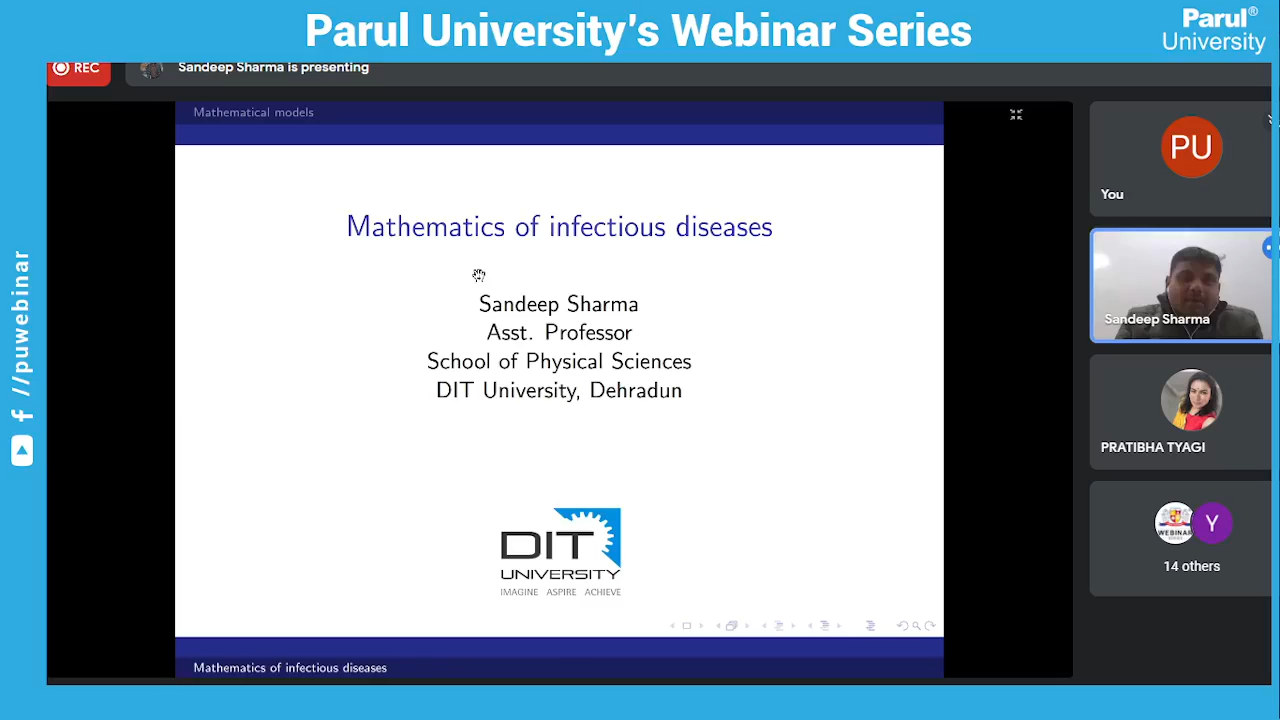 Parul University's Webinar Series
Parul®
University
REC
Sandeep Sharma is presenting
Mathematical models
Mathematics of infectious diseases
Sandeep Sharma
Asst. Professor
School of Physical Sciences
DIT University, Dehradun
DIT
UNIVERSITY
IMAGINE ASPIRE ACHIEVE
Mathematics of infectious diseases
PU
You
Sandeep Sharma
PRATIBHA TYAGI
WEBINAR
Y
14 others
f //puwebinar